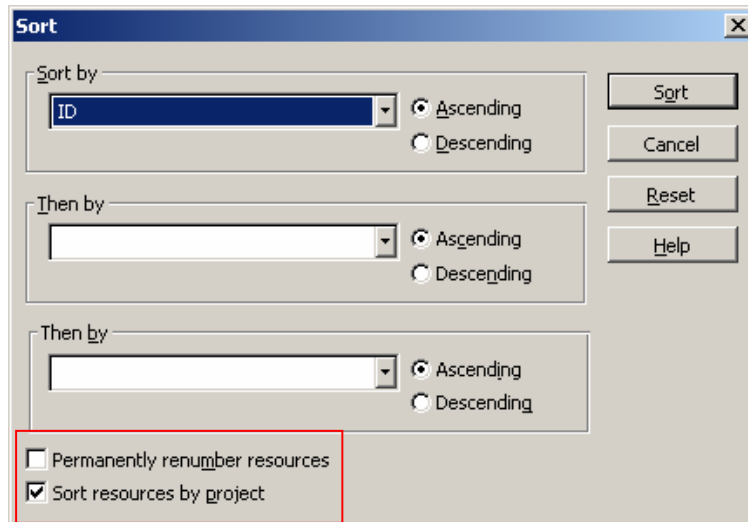 Sort
Sort by
ID
Ascending
Descending
Sort
Cancel
Reset
Help
Then by
Ascending
Descending
Then by
Ascending
Descending
Permanently renumber resources
Sort resources by project